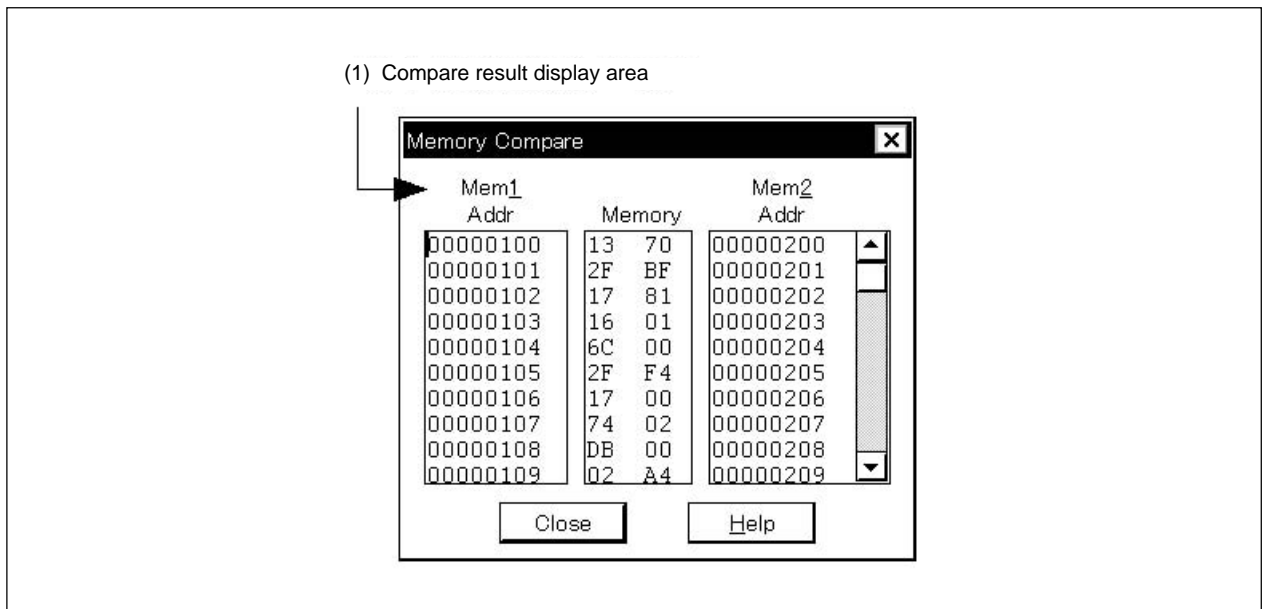 (1) Compare result display area
Memory Compare
Mem1 Mem2
Addr Memory Addr
00000100 13 70 00000200
00000101 2F BF 00000201
00000102 17 81 00000202
00000103 16 01 00000203
00000104 6C 00 00000204
00000105 2F F4 00000205
00000106 17 00 00000206
00000107 74 02 00000207
00000108 DB 00 00000208
00000109 02 A4 00000209
Close Help